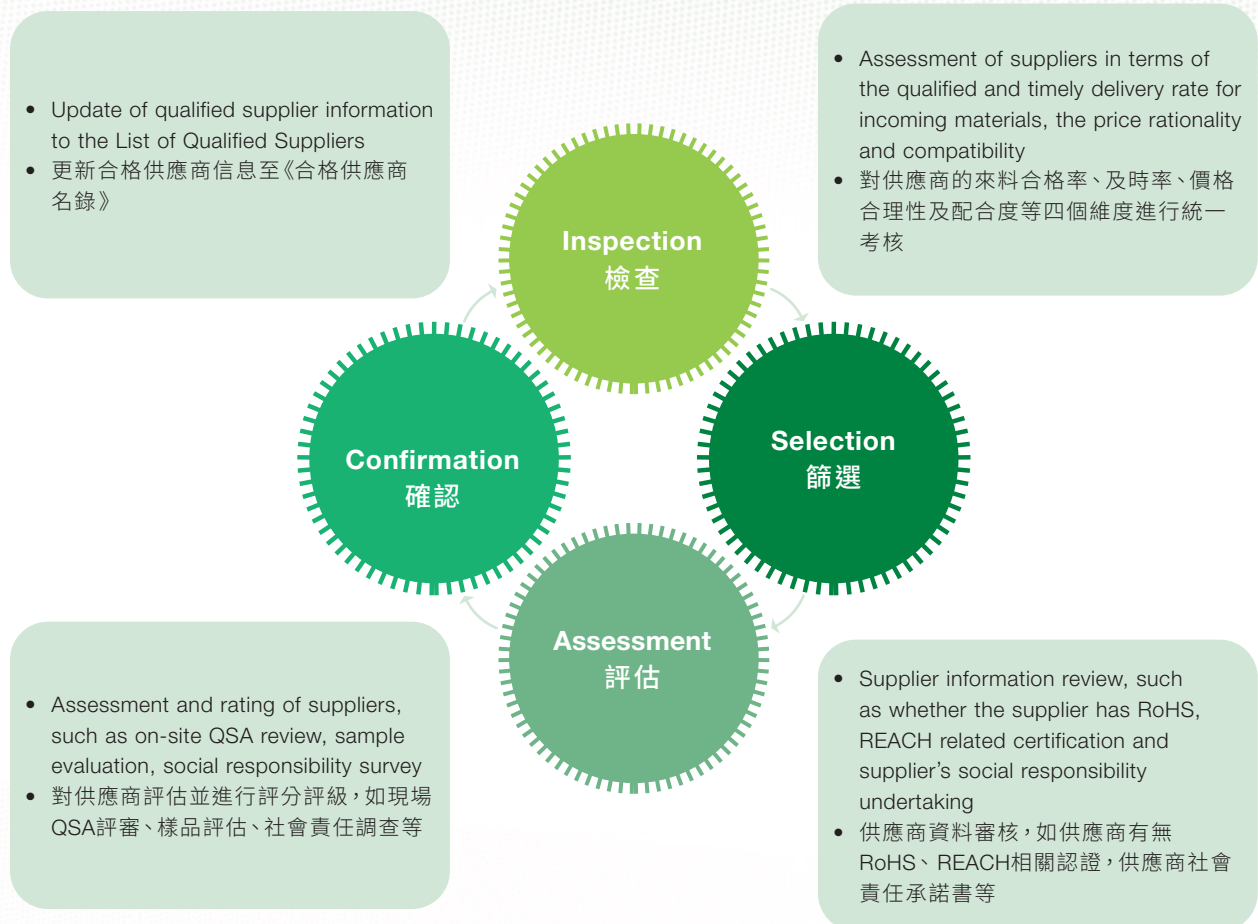 • Update of qualified supplier information
to the List of Qualified Suppliers
• 更新合格供應商信息至《合格供應商
名錄》
• Assessment of suppliers in terms of
the qualified and timely delivery rate for
incoming materials, the price rationality
and compatibility
• 對供應商的來料合格率、及時率、價格
合理性及配合度等四個維度進行統一
考核
Inspection
檢查
Confirmation
確認
Selection
篩選
Assessment
評估
• Assessment and rating of suppliers,
such as on-site QSA review, sample
evaluation, social responsibility survey
• 對供應商評估並進行評分評級，如現場
QSA評審、樣品評估、社會責任調查等
• Supplier information review, such
as whether the supplier has RoHS,
REACH related certification and
supplier's social responsibility
undertaking
• 供應商資料審核，如供應商有無
RoHS、REACH相關認證，供應商社會
責任承諾書等